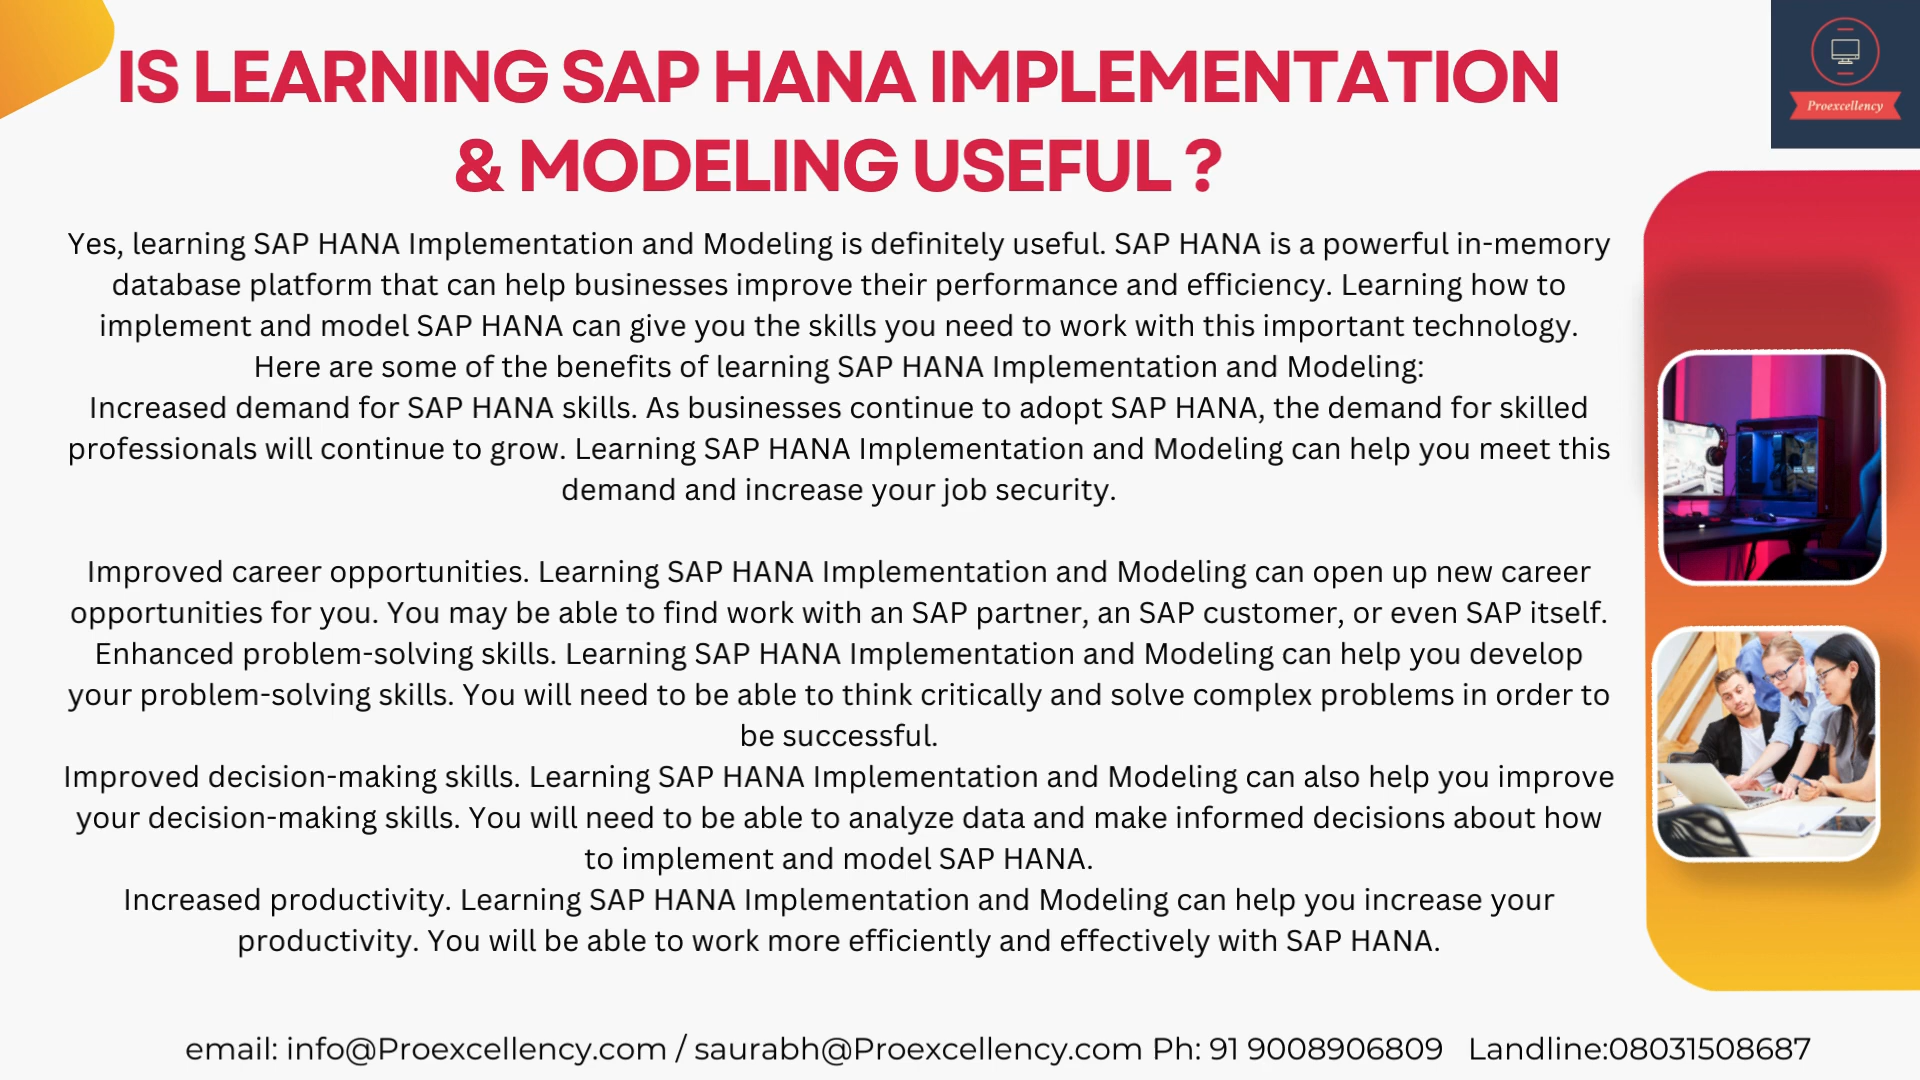 IS LEARNING SAP HANA IMPLEMENTATION
& MODELING USEFUL ?
Proexcellency
Yes, learning SAP HANA Implementation and Modeling is definitely useful. SAP HANA is a powerful in-memory
database platform that can help businesses improve their performance and efficiency. Learning how to
implement and model SAP HANA can give you the skills you need to work with this important technology.
Here are some of the benefits of learning SAP HANA Implementation and Modeling:
Increased demand for SAP HANA skills. As businesses continue to adopt SAP HANA, the demand for skilled
professionals will continue to grow. Learning SAP HANA Implementation and Modeling can help you meet this
demand and increase your job security.
Improved career opportunities. Learning SAP HANA Implementation and Modeling can open up new career
opportunities for you. You may be able to find work with an SAP partner, an SAP customer, or even SAP itself.
Enhanced problem-solving skills. Learning SAP HANA Implementation and Modeling can help you develop
your problem-solving skills. You will need to be able to think critically and solve complex problems in order to
be successful.
Improved decision-making skills. Learning SAP HANA Implementation and Modeling can also help you improve
your decision-making skills. You will need to be able to analyze data and make informed decisions about how
to implement and model SAP HANA.
Increased productivity. Learning SAP HANA Implementation and Modeling can help you increase your
productivity. You will be able to work more efficiently and effectively with SAP HANA.
email: info@Proexcellency.com / saurabh@Proexcellency.com Ph: 91 9008906809 Landline:08031508687